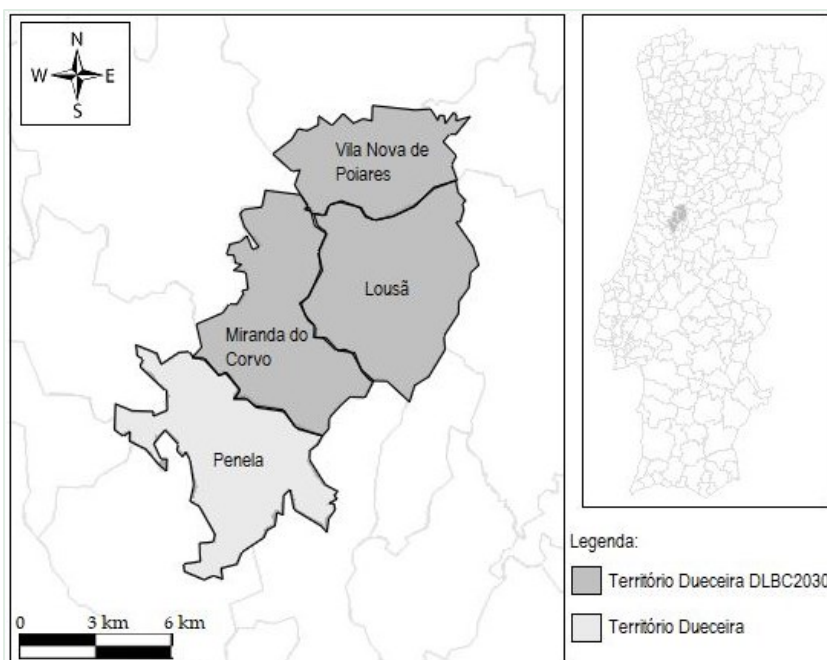 N
W E
S
Vila Nova de
Poiares
Lousã
Miranda do
Corvo
Penela
0 3 km 6 km
Legenda:
Território Dueceira DLBC2030
Território Dueceira